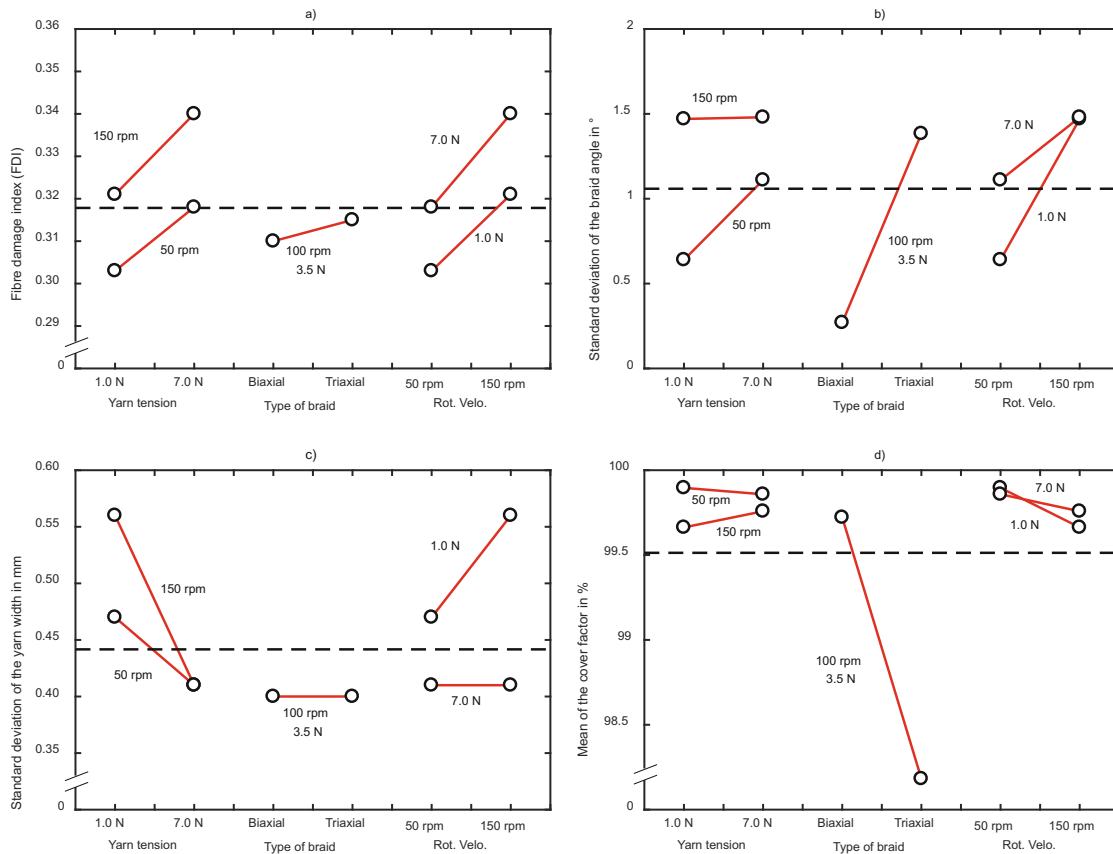 a)
Fibre damage index (FDI)
0.36
0.35
0.34
0.33
0.32
0.31
0.30
0.29
0
150 rpm
50 rpm
100 rpm
3.5 N
7.0 N
1.0 N
1.0 N
7.0 N
Biaxial
Triaxial
50 rpm
150 rpm
Yarn tension
Type of braid
Rot. Velo.
b)
Standard deviation of the braid angle in °
2
1.5
1
0.5
0
150 rpm
50 rpm
100 rpm
3.5 N
7.0 N
1.0 N
1.0 N
7.0 N
Biaxial
Triaxial
50 rpm
150 rpm
Yarn tension
Type of braid
Rot. Velo.
c)
Standard deviation of the yarn width in mm
0.60
0.55
0.50
0.45
0.40
0.35
0
150 rpm
50 rpm
100 rpm
3.5 N
1.0 N
7.0 N
1.0 N
7.0 N
Biaxial
Triaxial
50 rpm
150 rpm
Yarn tension
Type of braid
Rot. Velo.
d)
Mean of the cover factor in %
100
99.5
99
98.5
0
50 rpm
150 rpm
100 rpm
3.5 N
7.0 N
1.0 N
1.0 N
7.0 N
Biaxial
Triaxial
50 rpm
150 rpm
Yarn tension
Type of braid
Rot. Velo.